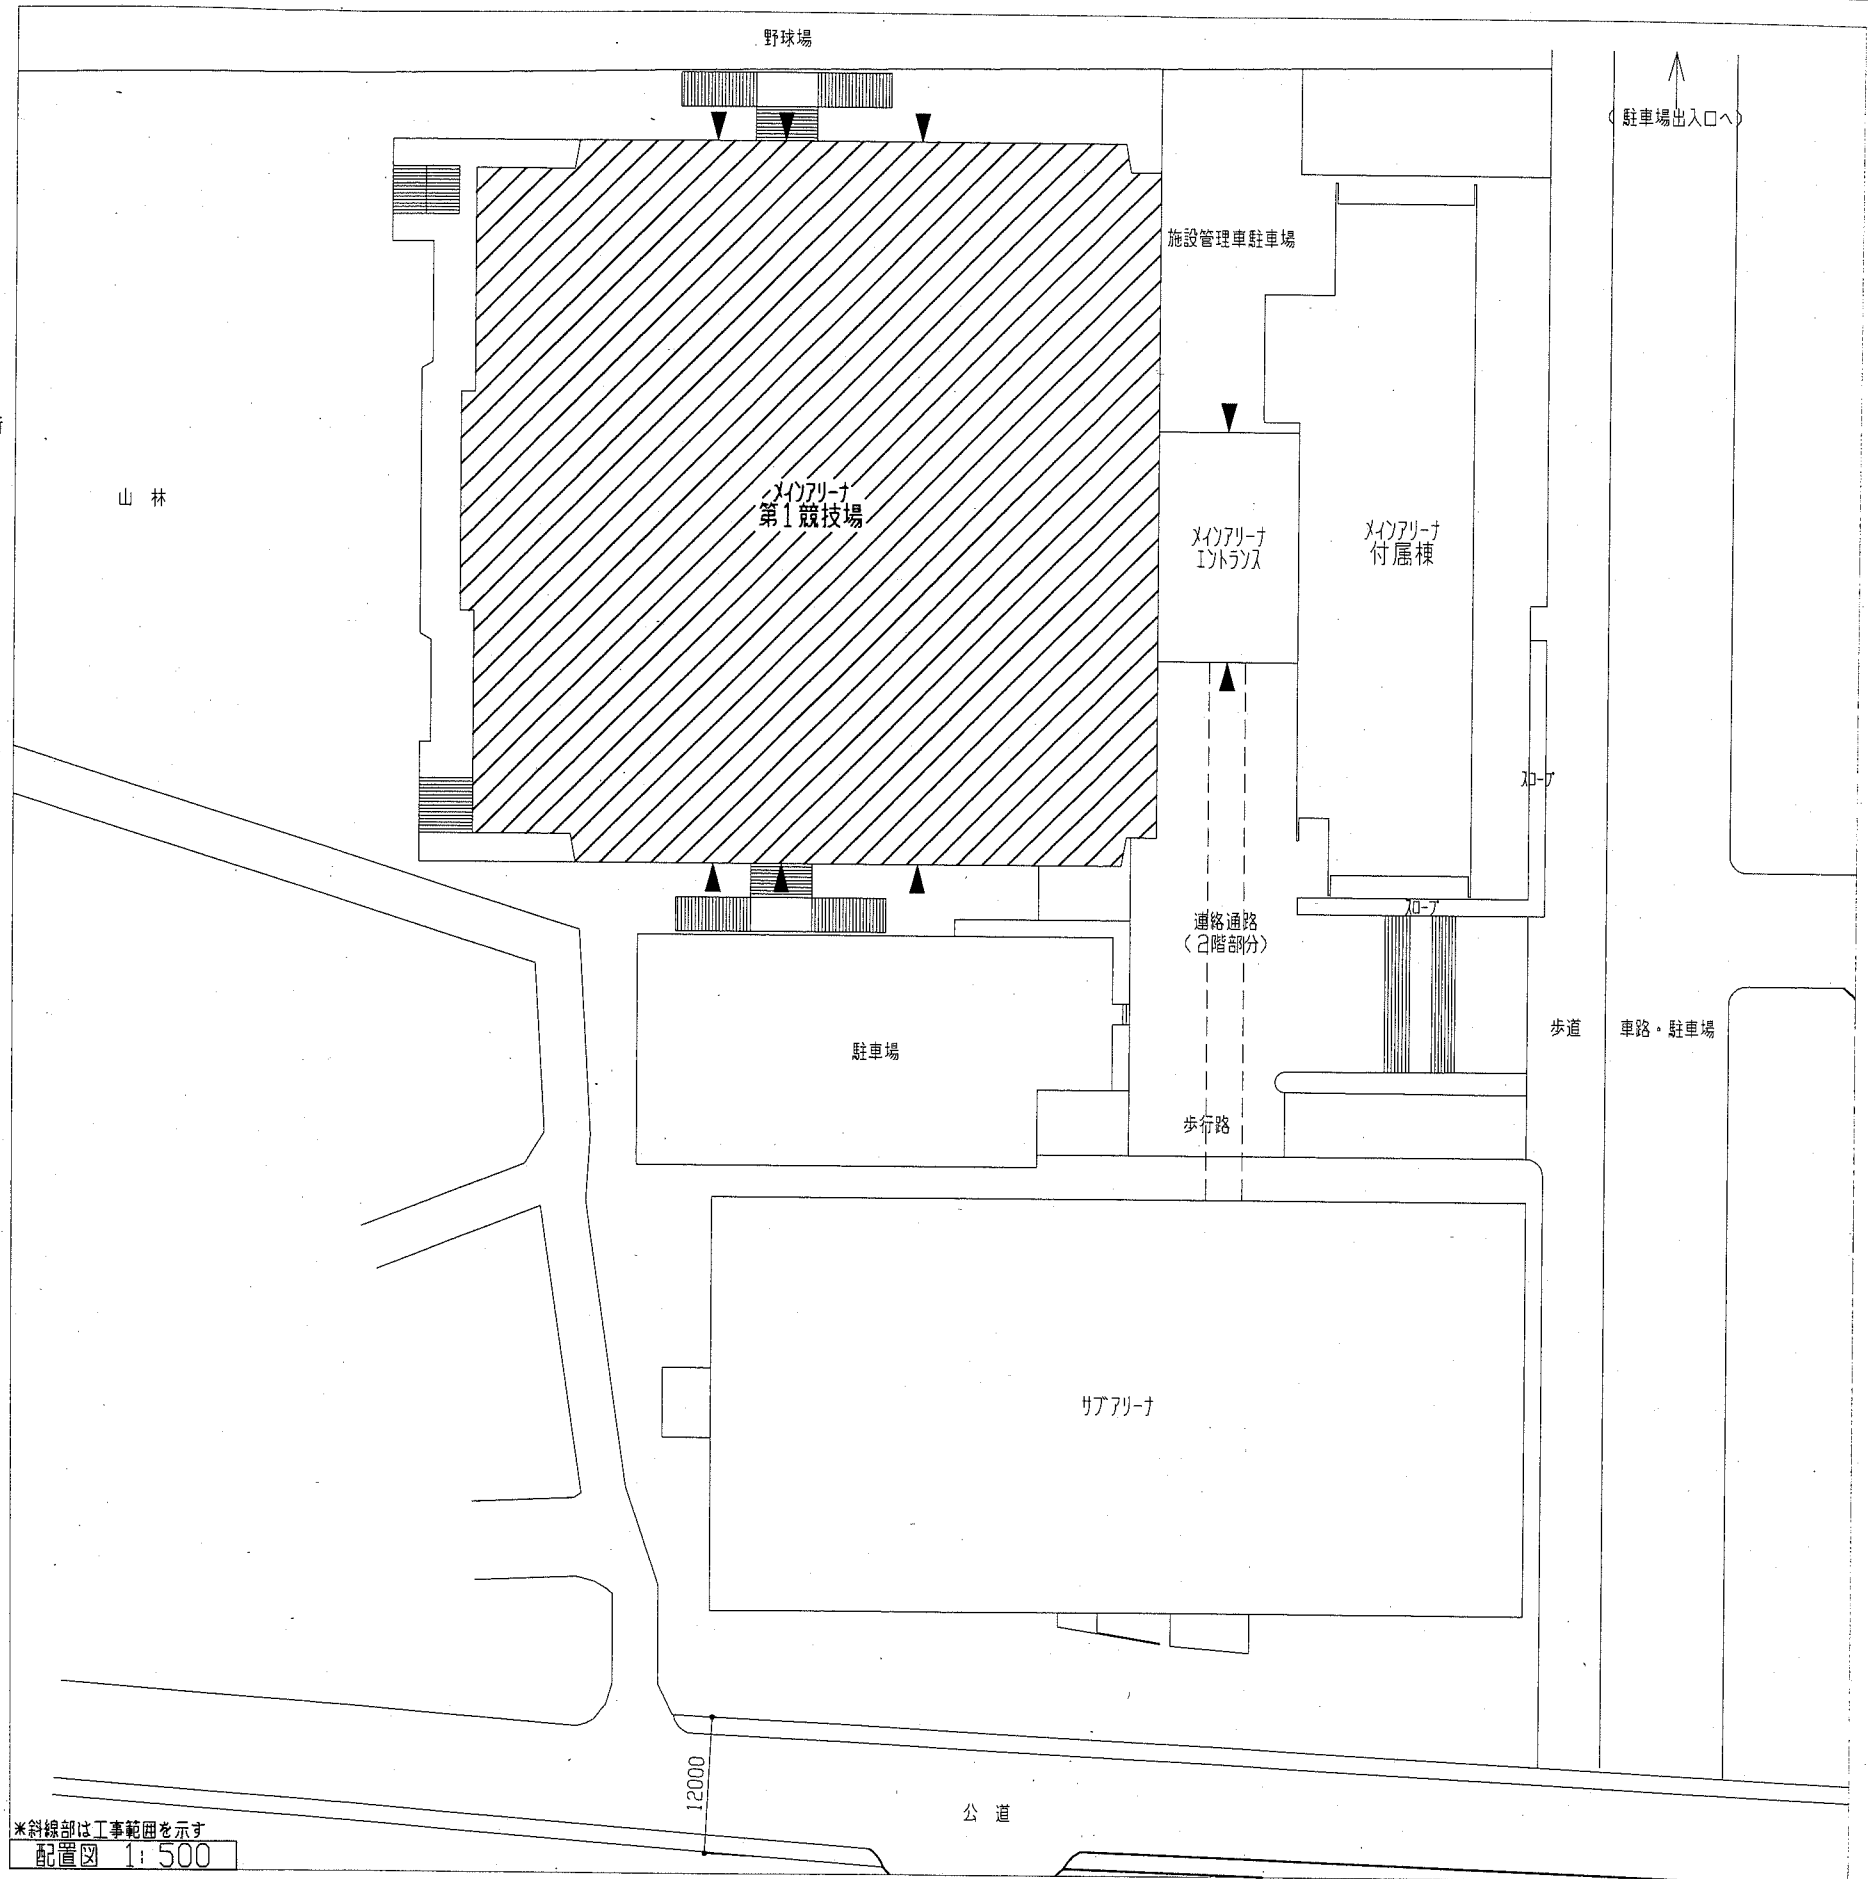 野球場
(駐車場出入口へ)
施設管理車駐車場
山 林
メインアリーナ
第1競技場
メインアリーナ
エントランス
メインアリーナ
付属棟
スロープ
スロープ
連絡通路
(2階部分)
歩道
車路・駐車場
駐車場
歩行路
サブアリーナ
12000
公 道
*斜線部は工事範囲を示す
配置図 1:500